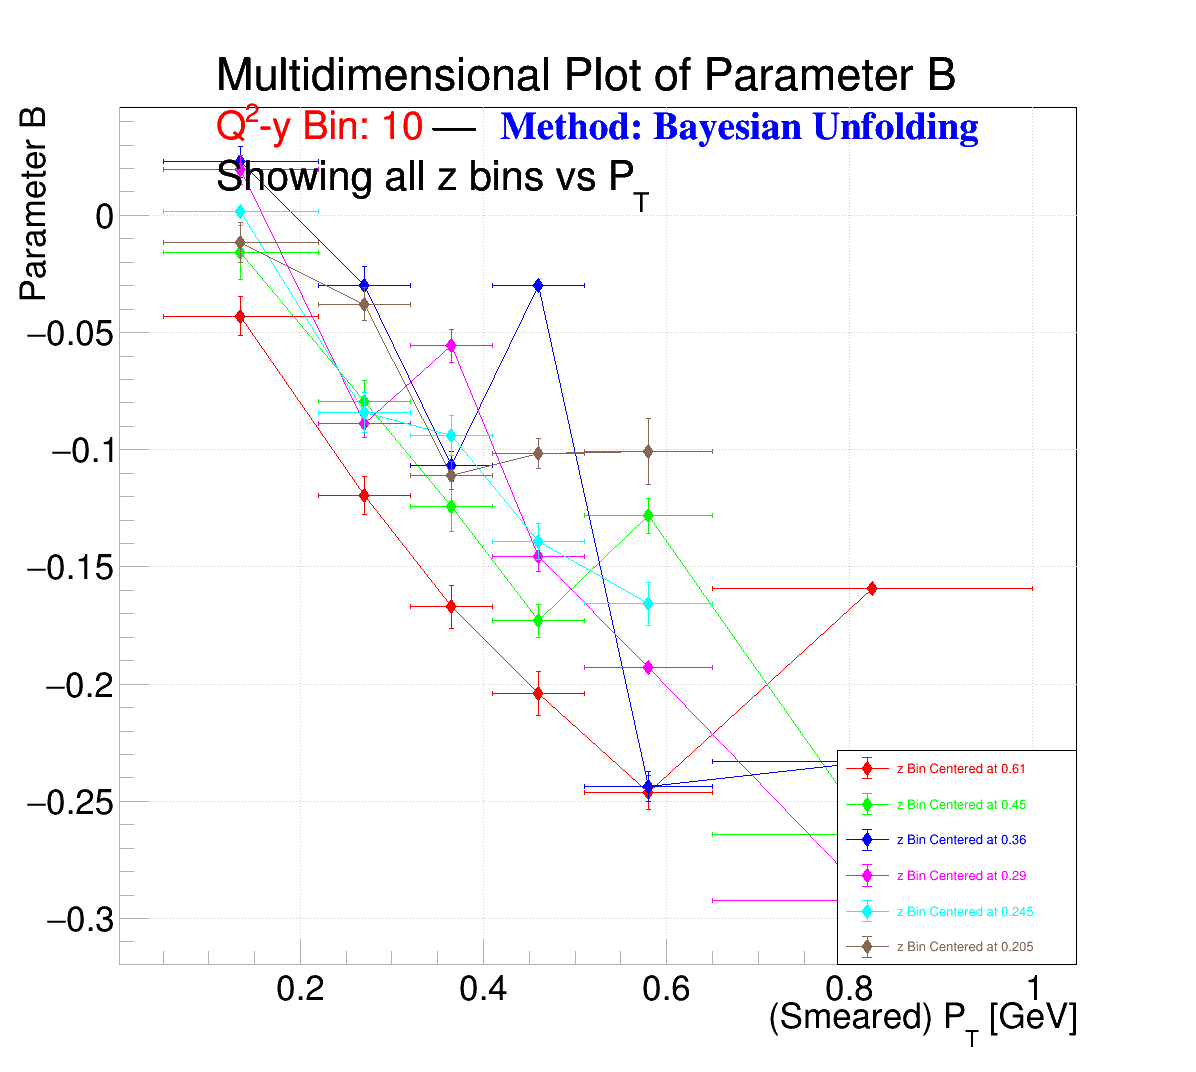 Multidimensional Plot of Parameter B
Q²-y Bin: 10 — Method: Bayesian Unfolding
Showing all z bins vs P_T
Parameter B
0
−0.05
−0.1
−0.15
−0.2
−0.25
−0.3
z Bin Centered at 0.61
z Bin Centered at 0.45
z Bin Centered at 0.36
z Bin Centered at 0.29
z Bin Centered at 0.245
z Bin Centered at 0.205
0.2 0.4 0.6 0.8 1
(Smeared) P_T [GeV]